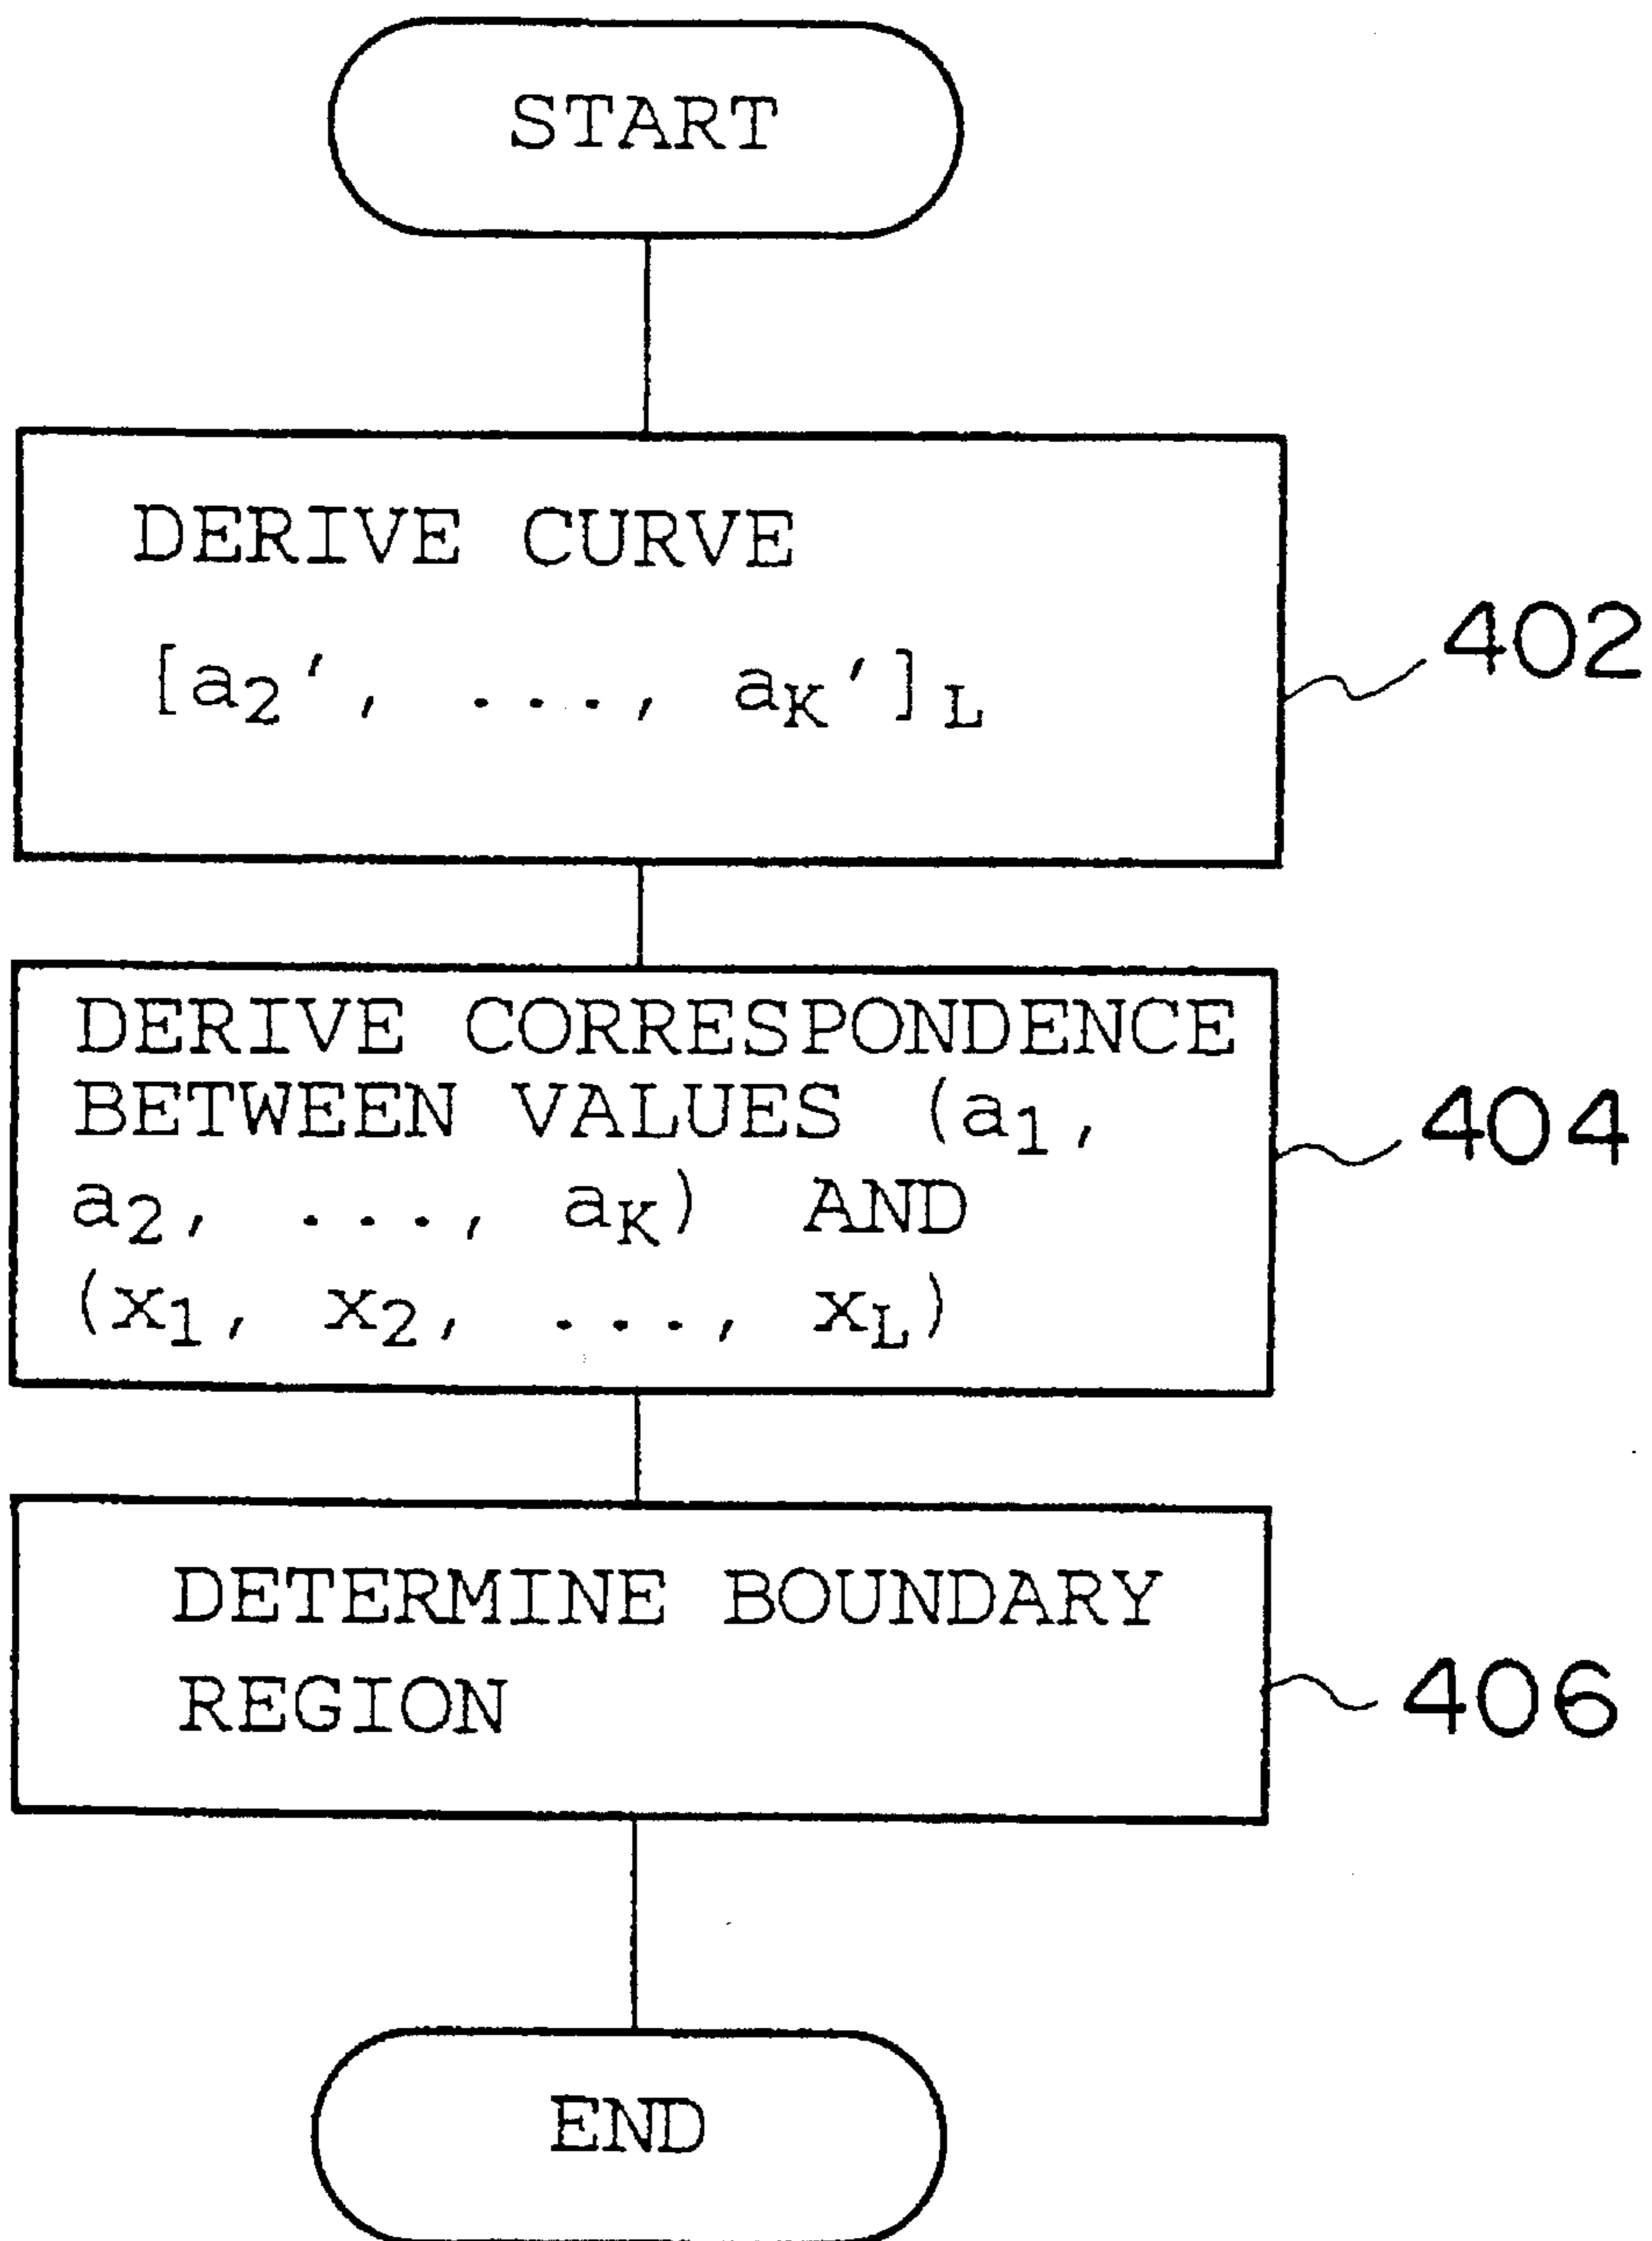 START
DERIVE CURVE
[a₂', ..., aK']L
402
DERIVE CORRESPONDENCE
BETWEEN VALUES (a₁,
a₂, ..., aK) AND
(x₁, x₂, ..., xL)
404
DETERMINE BOUNDARY
REGION
406
END